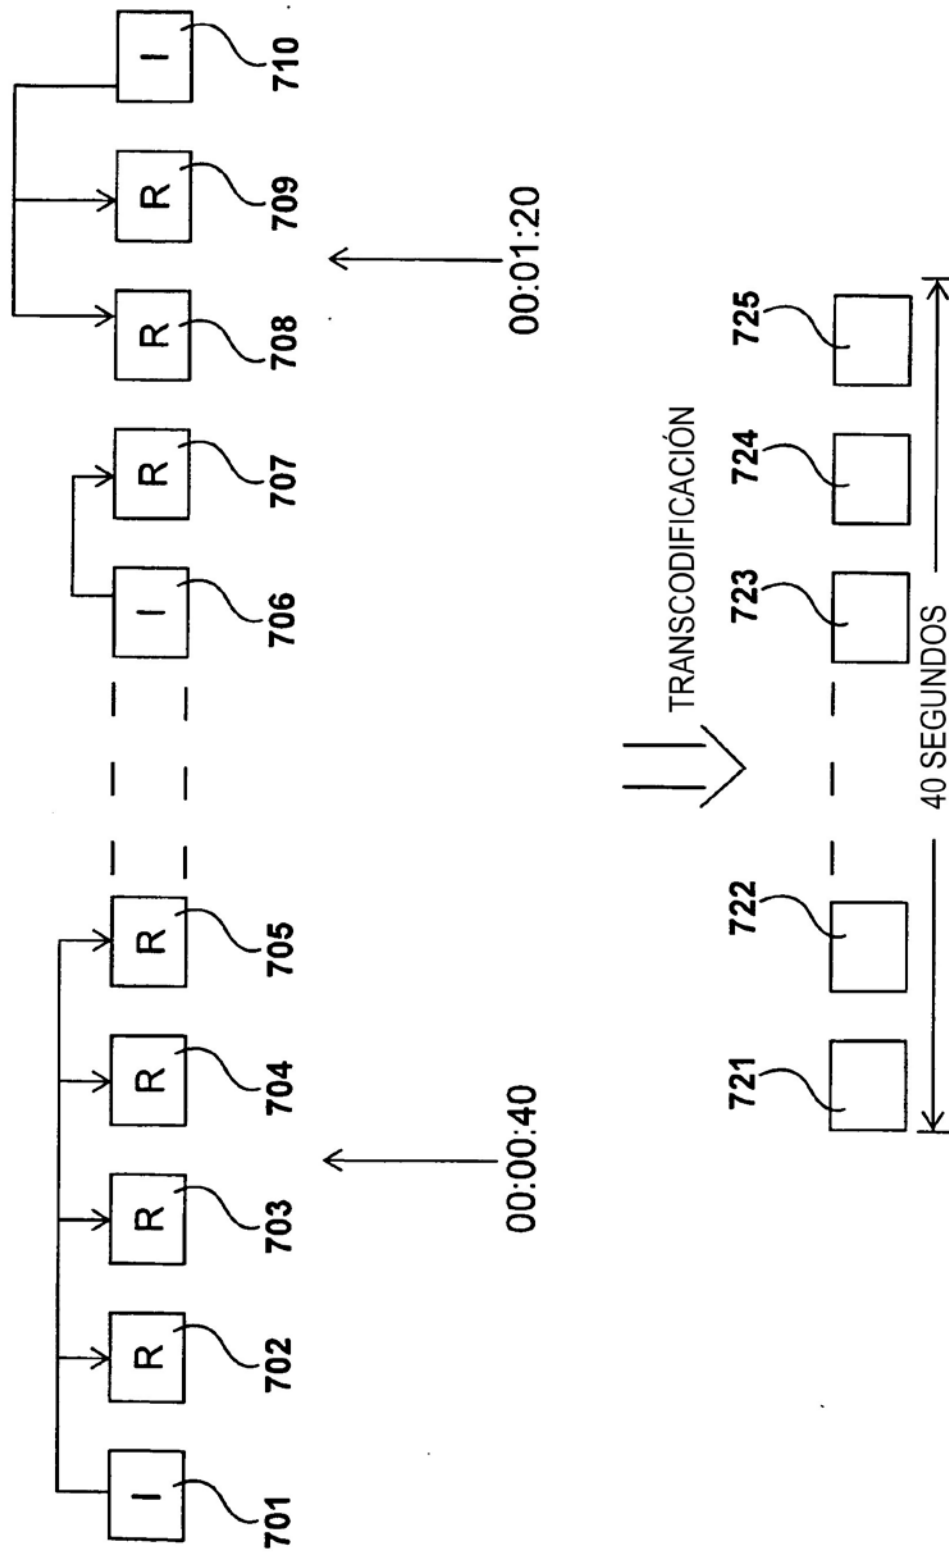 I R R R R I R R R I
701 702 703 704 705 706 707 708 709 710
00:00:40 00:01:20
TRANSCODIFICACIÓN
721 722 723 724 725
40 SEGUNDOS